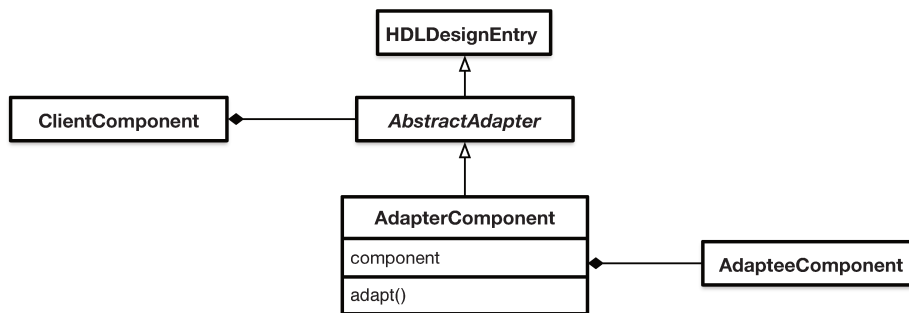 HDLDesignEntry
ClientComponent
AbstractAdapter
AdapterComponent
component
adapt()
AdapteeComponent